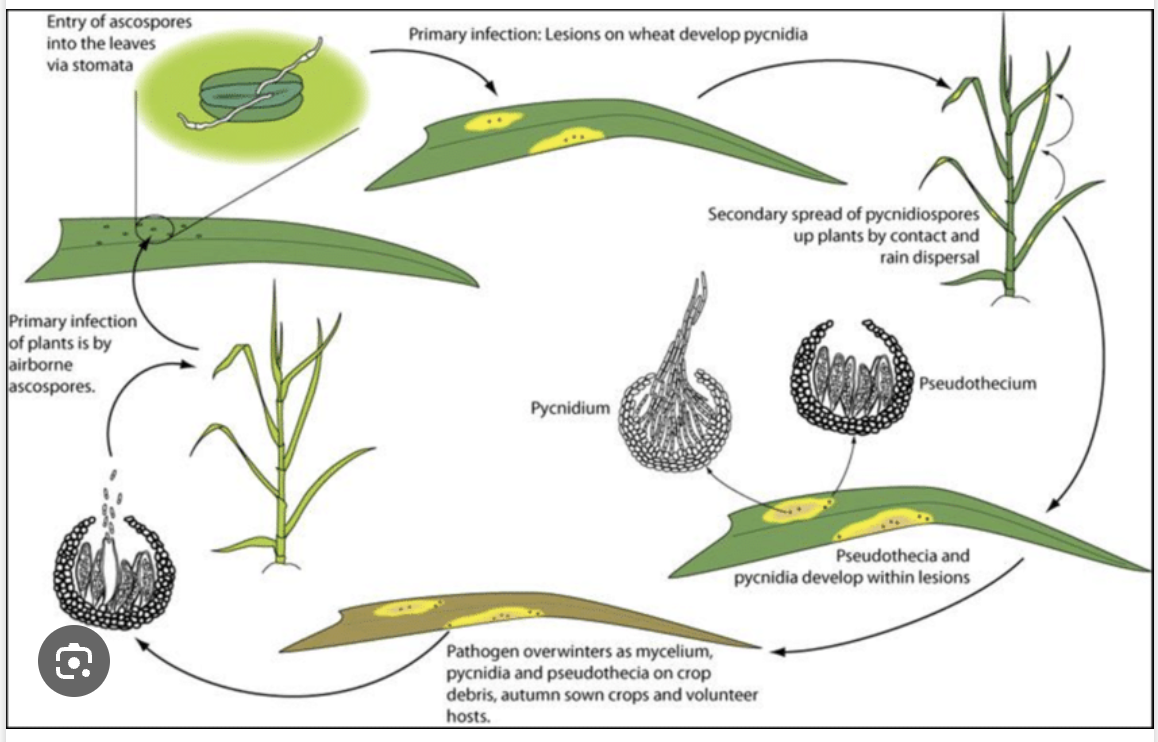 Entry of ascospores
into the leaves
via stomata
Primary infection: Lesions on wheat develop pycnidia
Secondary spread of pycnidiospores
up plants by contact and
rain dispersal
Primary infection
of plants is by
airborne
ascospores.
Pycnidium
Pseudothecium
Pseudothecia and
pycnidia develop within lesions
Pathogen overwinters as mycelium,
pycnidia and pseudothecia on crop
debris, autumn sown crops and volunteer
hosts.